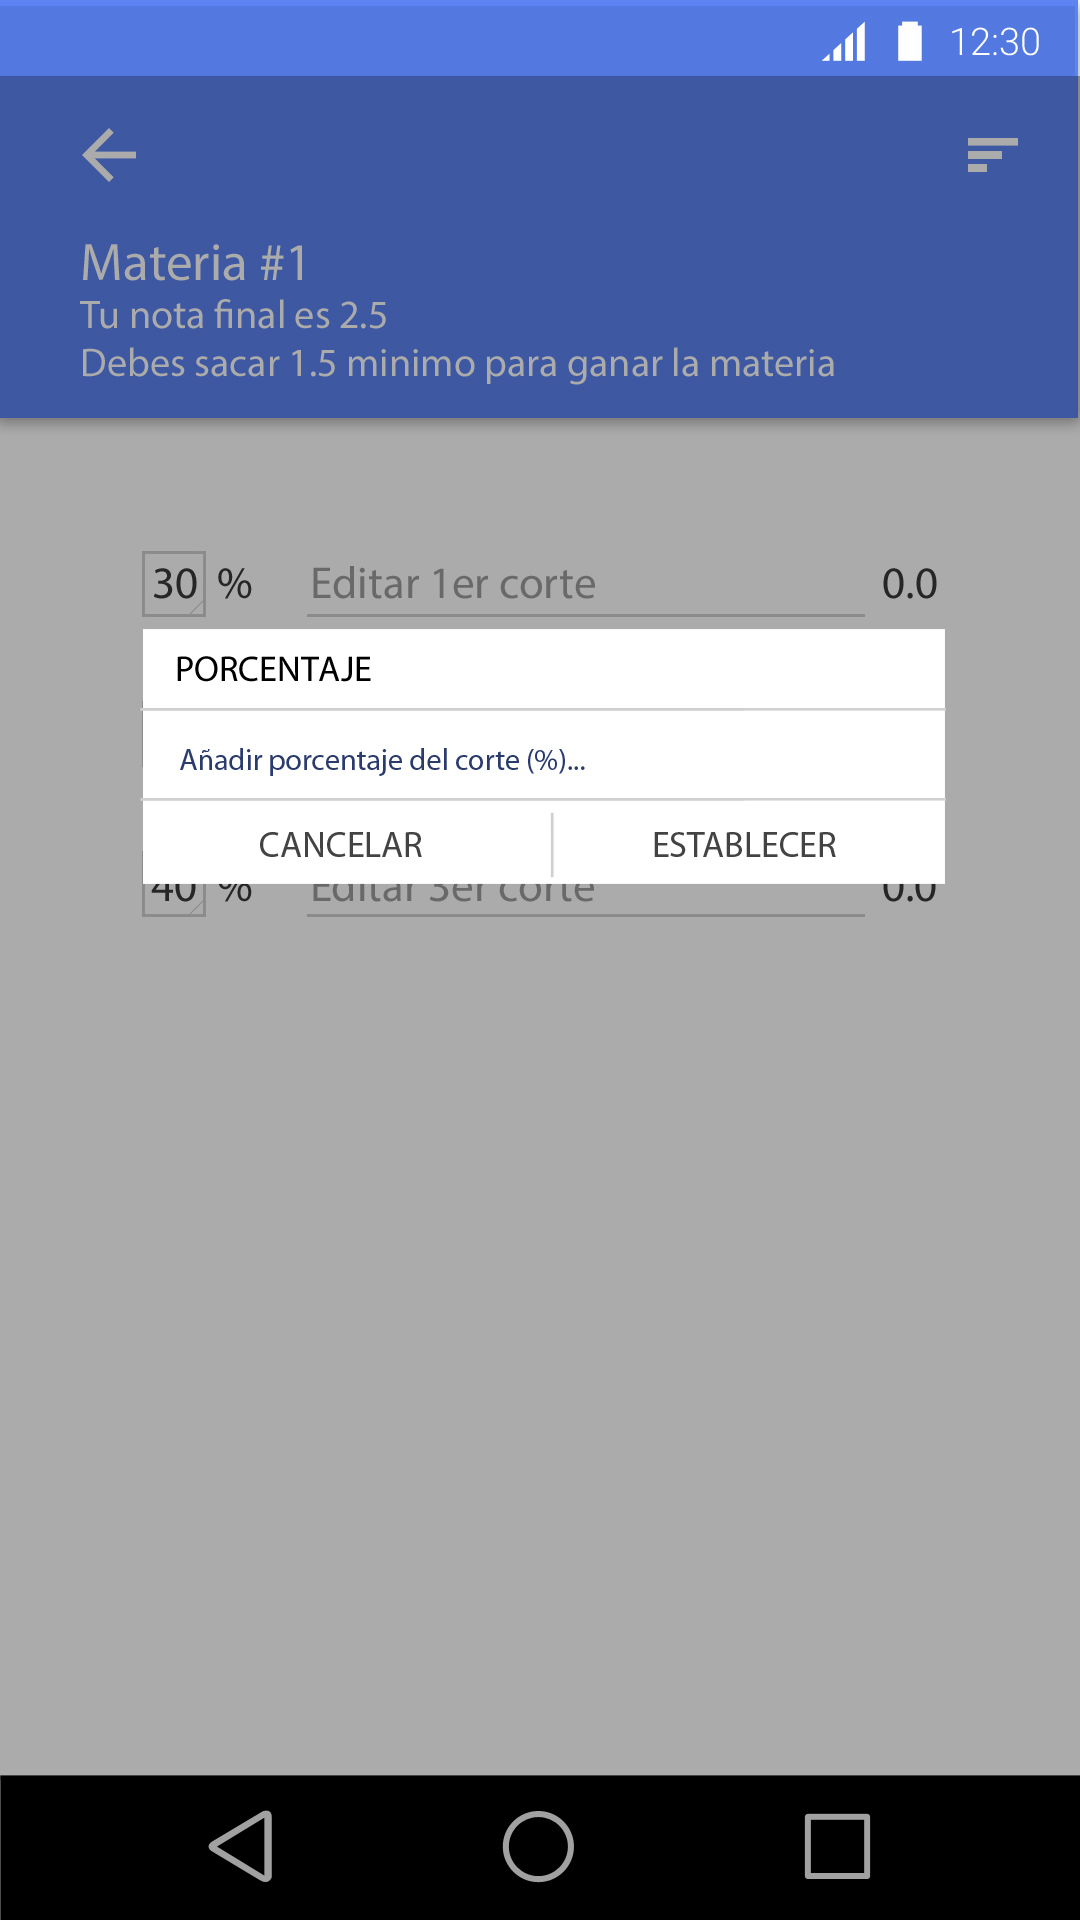 12:30
Materia #1
Tu nota final es 2.5
Debes sacar 1.5 minimo para ganar la materia
30 % Editar 1er corte 0.0
PORCENTAJE
Añadir porcentaje del corte (%)...
CANCELAR ESTABLECER
40 % Editar 3er corte 0.0